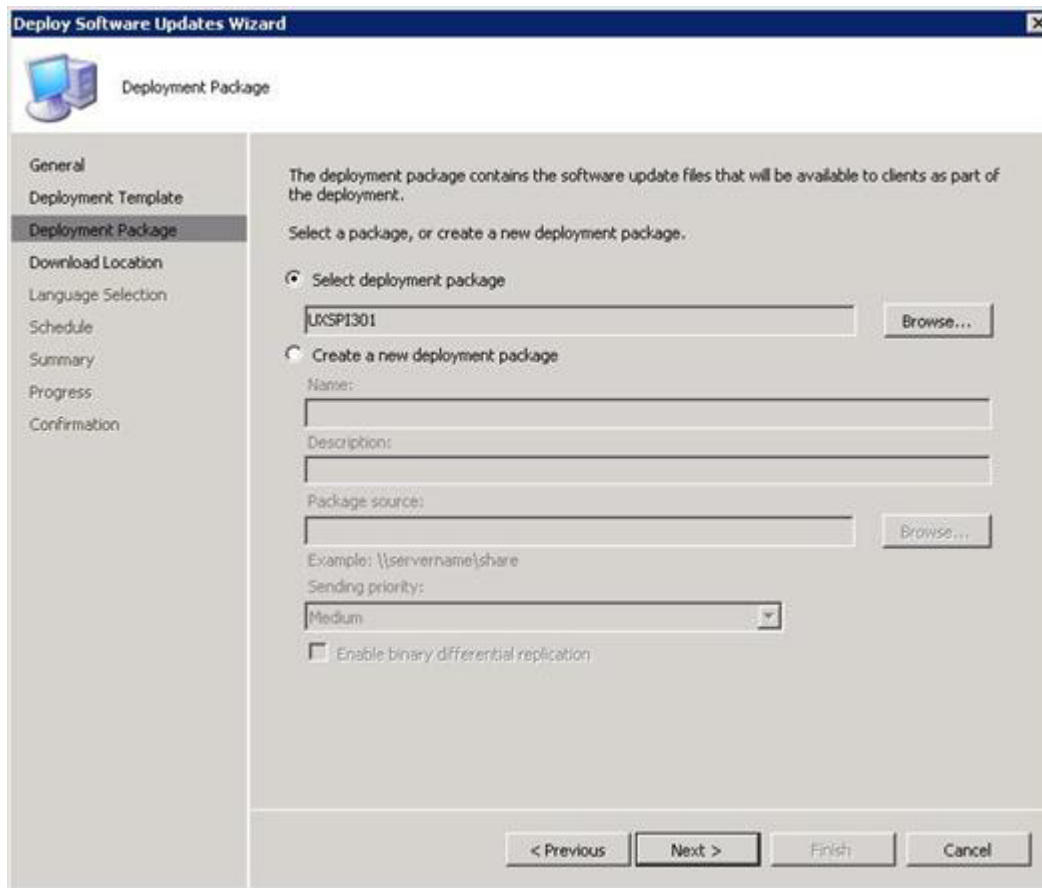 Deploy Software Updates Wizard
Deployment Package
General
Deployment Template
Deployment Package
Download Location
Language Selection
Schedule
Summary
Progress
Confirmation
The deployment package contains the software update files that will be available to clients as part of
the deployment.
Select a package, or create a new deployment package.
Select deployment package
UXSPI301
Browse...
Create a new deployment package
Name:
Description:
Package source:
Browse...
Example: \\servername\share
Sending priority:
Medium
Enable binary differential replication
< Previous
Next >
Finish
Cancel